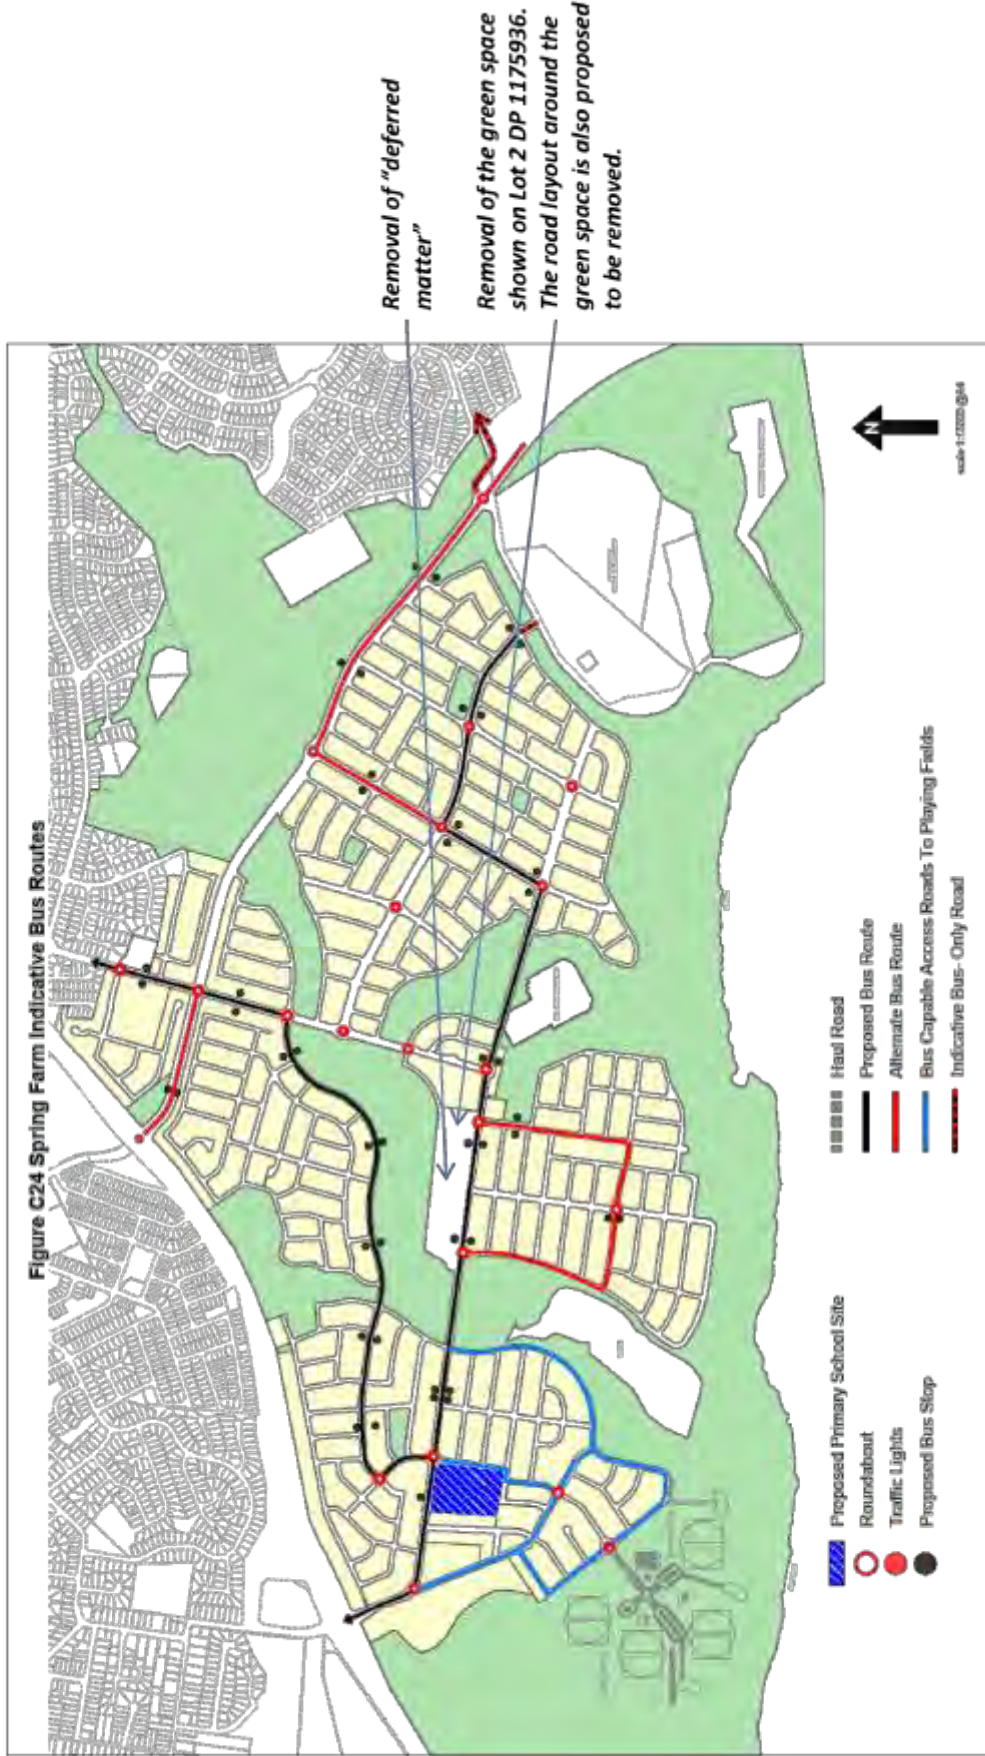 Figure C24 Spring Farm Indicative Bus Routes
Removal of “deferred
matter”
Removal of the green space
shown on Lot 2 DP 1175936.
The road layout around the
green space is also proposed
to be removed.
N
Proposed Primary School Site
Roundabout
Traffic Lights
Proposed Bus Stop
Haul Road
Proposed Bus Route
Alternate Bus Route
Bus Capable Access Roads To Playing Fields
Indicative Bus- Only Road